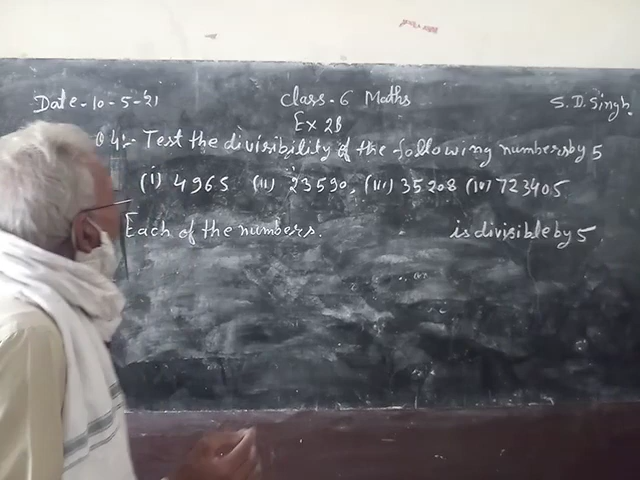 Date-10-5-21 Class-6 Maths S.D.Singh.
Ex 2B
Q 4:- Test the divisibility of the following numbers by 5
(i) 4965 (ii) 23590, (iii) 35208 (iv) 723405
Each of the numbers. is divisible by 5